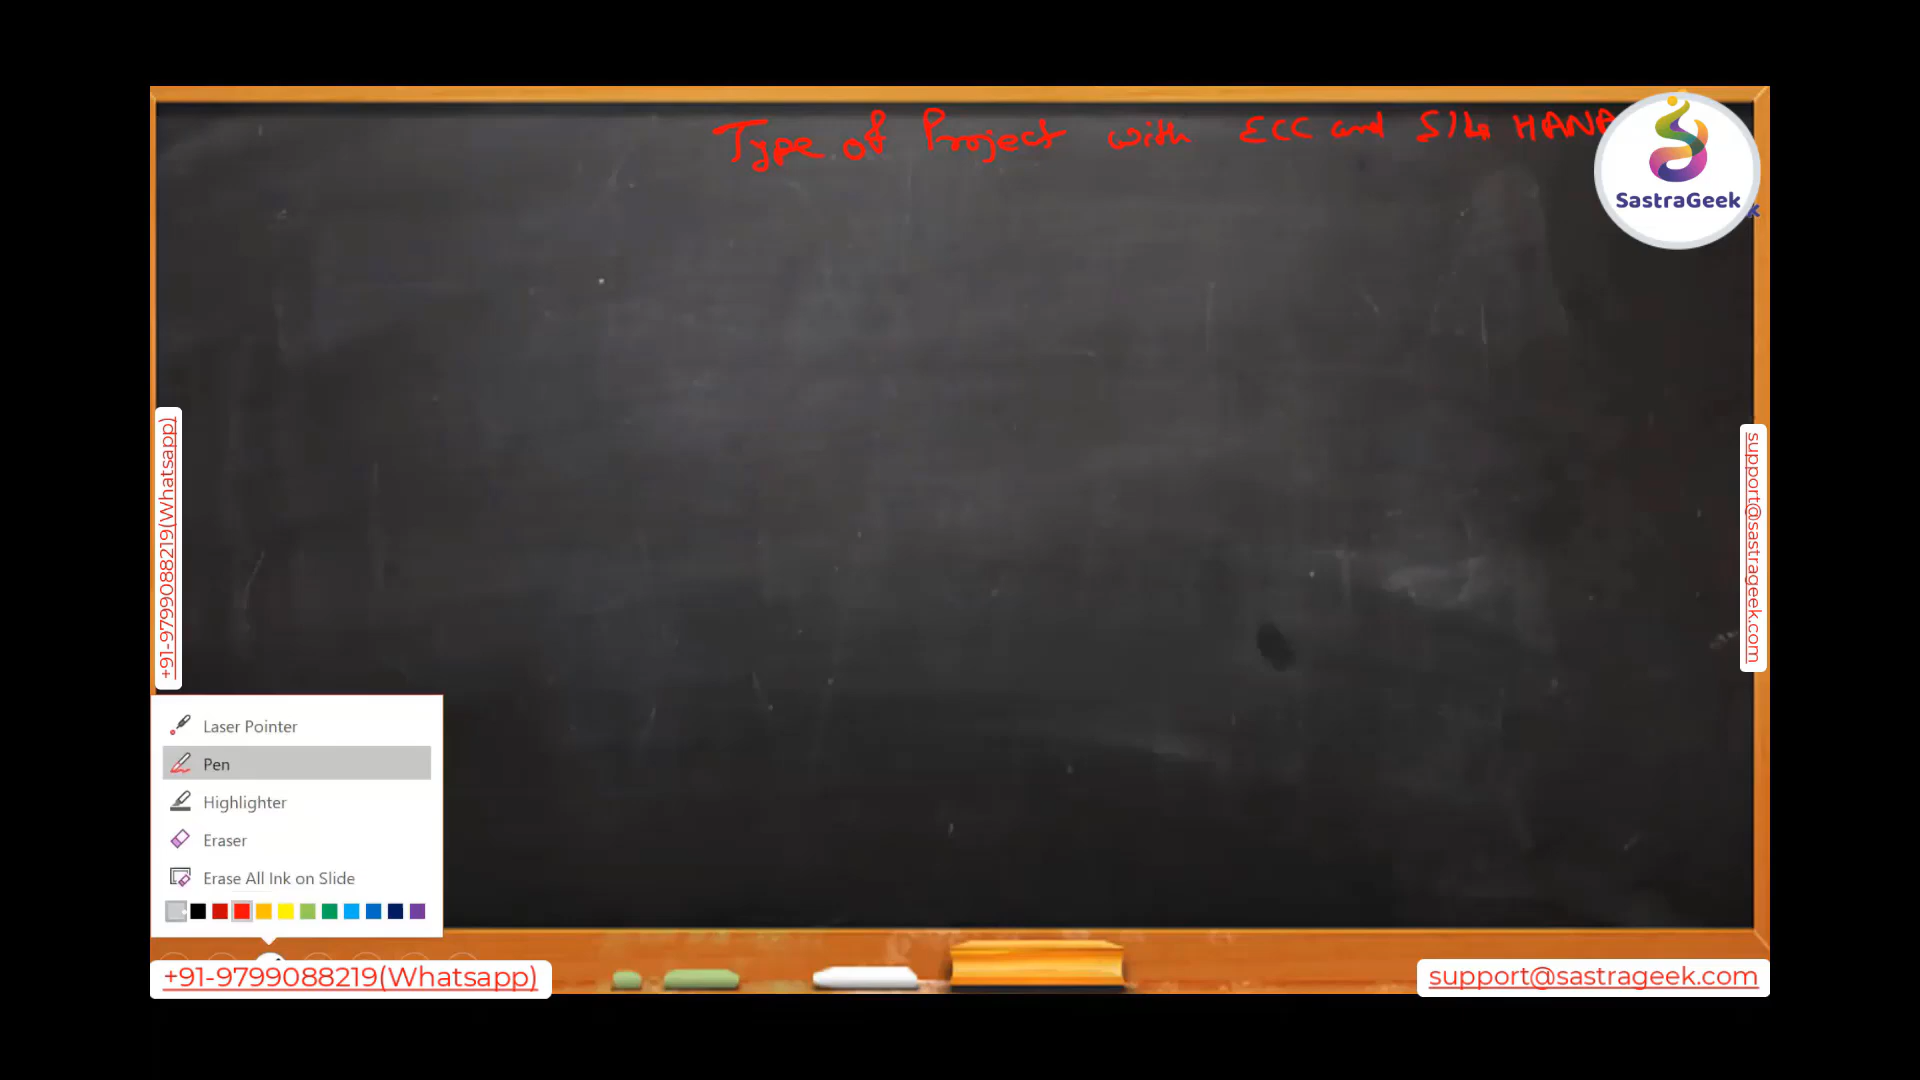 Type of Project with ECC and S/4 HANA
SastraGeek
+91-9799088219(Whatsapp)
support@sastrageek.com
Laser Pointer
Pen
Highlighter
Eraser
Erase All Ink on Slide
+91-9799088219(Whatsapp)
support@sastrageek.com